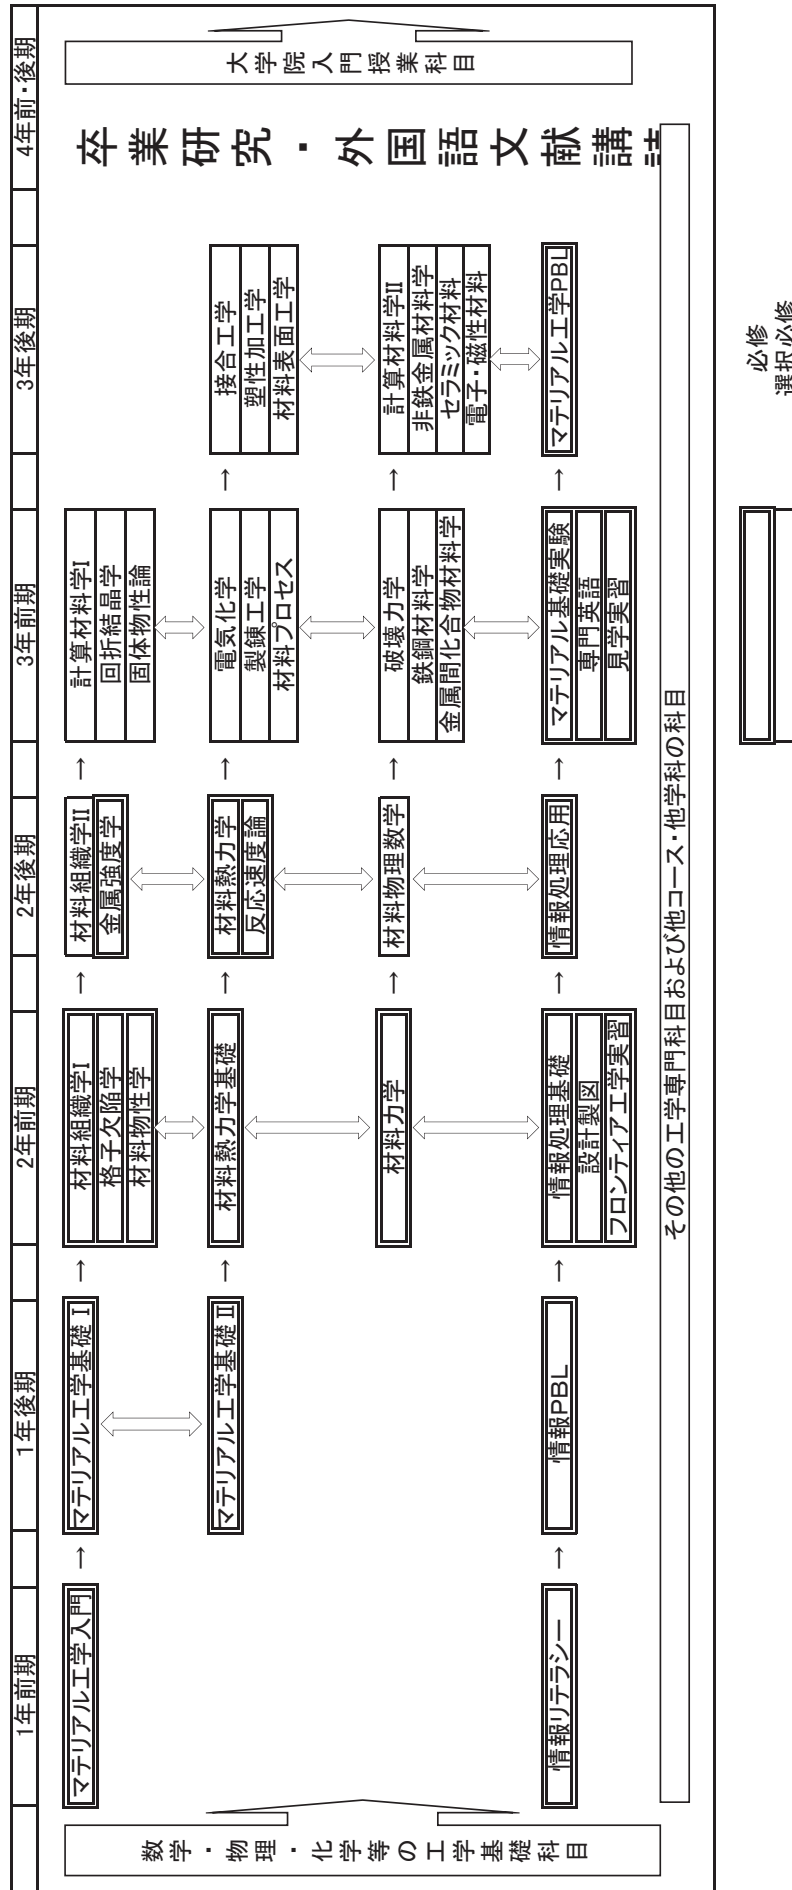 1年前期
1年後期
2年前期
2年後期
3年前期
3年後期
4年前・後期
数学・物理・化学等の工学基礎科目
マテリアル工学入門
→
マテリアル工学基礎Ⅰ
→
材料組織学I
格子欠陥学
材料物性学
→
材料組織学II
金属強度学
→
計算材料学I
回折結晶学
固体物性論
マテリアル工学基礎Ⅱ
→
材料熱力学基礎
→
材料熱力学
反応速度論
→
電気化学
製錬工学
材料プロセス
→
接合工学
塑性加工学
材料表面工学
材料力学
→
材料物理数学
→
破壊力学
鉄鋼材料学
金属間化合物材料学
→
計算材料学II
非鉄金属材料学
セラミック材料
電子・磁性材料
情報リテラシー
→
情報PBL
→
情報処理基礎
設計製図
フロンティア工学実習
→
情報処理応用
→
マテリアル基礎実験
専門英語
見学実習
→
マテリアル工学PBL
卒業研究・外国語文献講
大学院入門授業科目
その他の工学専門科目および他コース・他学科の科目
必修
選択必修